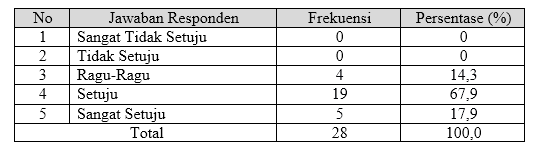 No Jawaban Responden Frekuensi Persentase (%)
1 Sangat Tidak Setuju 0 0
2 Tidak Setuju 0 0
3 Ragu-Ragu 4 14,3
4 Setuju 19 67,9
5 Sangat Setuju 5 17,9
Total 28 100,0